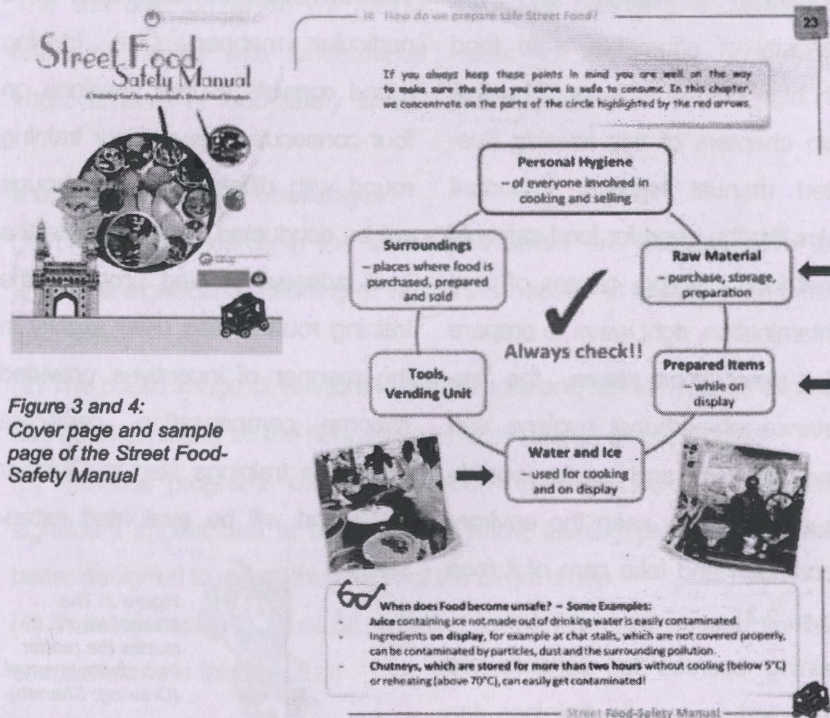 Street Food
Safety Manual
Figure 3 and 4:
Coverpage and sample
page of the Street Food-
Safety Manual
How do we prepare safe Street Food?
23
If you always keep these points in mind you are well on the way
to make sure the food you serve is safe to consume. In this chapter,
we concentrate on the parts of the circle highlighted by the red arrows.
Personal Hygiene
– of everyone involved in
cooking and selling
Surroundings
– places where food is
purchased, prepared
and sold
Raw Material
– purchase, storage,
preparation
Always check!!
Tools,
Vending Unit
Prepared Items
– while on
display
Water and Ice
– used for cooking
and on display
When does Food become unsafe? – Some Examples:
Juice containing ice not made out of drinking water is easily contaminated.
Ingredients on display, for example at chat stalls, which are not covered properly,
can be contaminated by particles, dust and the surrounding pollution.
Chutneys, which are stored for more than two hours without cooling (below 5°C)
or reheating (above 70°C), can easily get contaminated!
Street Food-Safety Manual